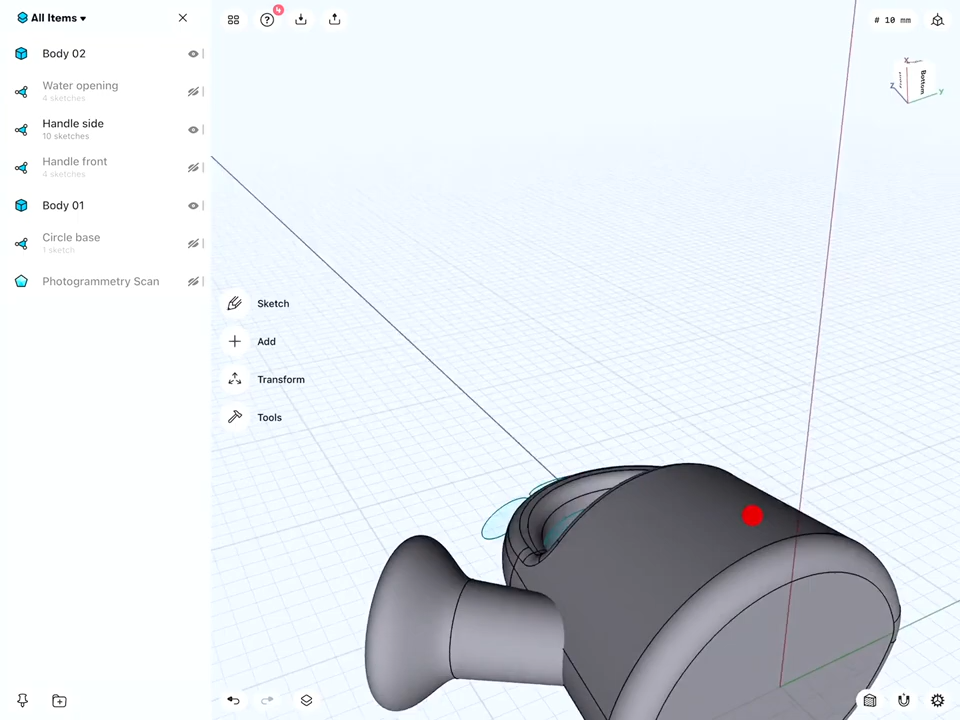 All Items
4
# 10 mm
Body 02
Water opening
4 sketches
Handle side
10 sketches
Handle front
4 sketches
Body 01
Circle base
1 sketch
Photogrammetry Scan
Sketch
Add
Transform
Tools
X
Bottom
Z
Y